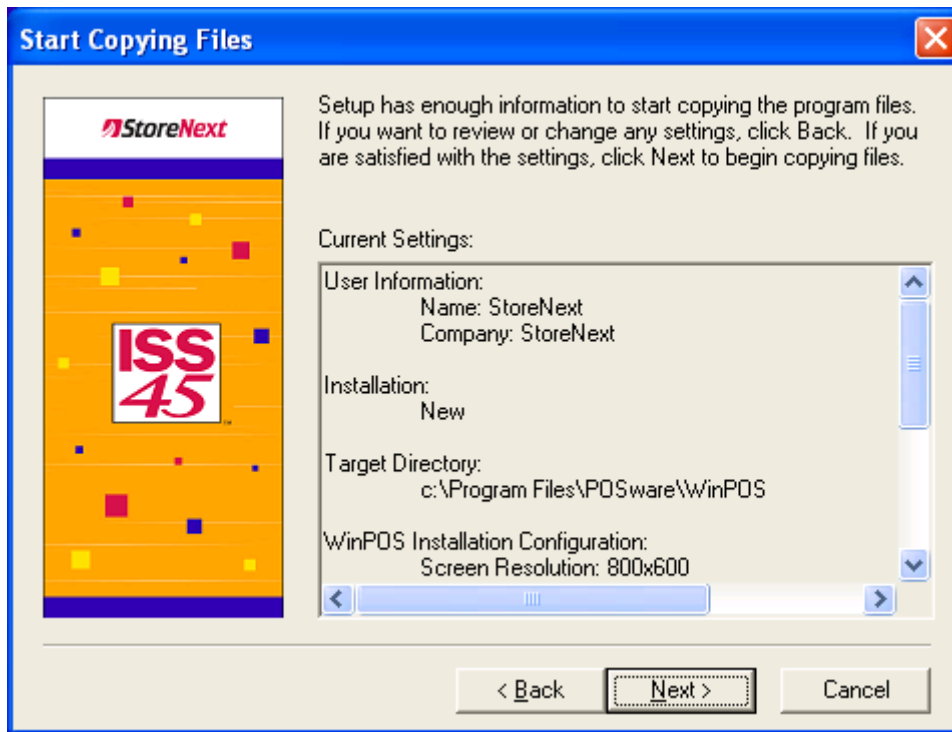 Start Copying Files
StoreNext
ISS
45
Setup has enough information to start copying the program files.
If you want to review or change any settings, click Back. If you
are satisfied with the settings, click Next to begin copying files.
Current Settings:
User Information:
Name: StoreNext
Company: StoreNext
Installation:
New
Target Directory:
c:\Program Files\POSware\WinPOS
WinPOS Installation Configuration:
Screen Resolution: 800x600
< Back
Next >
Cancel